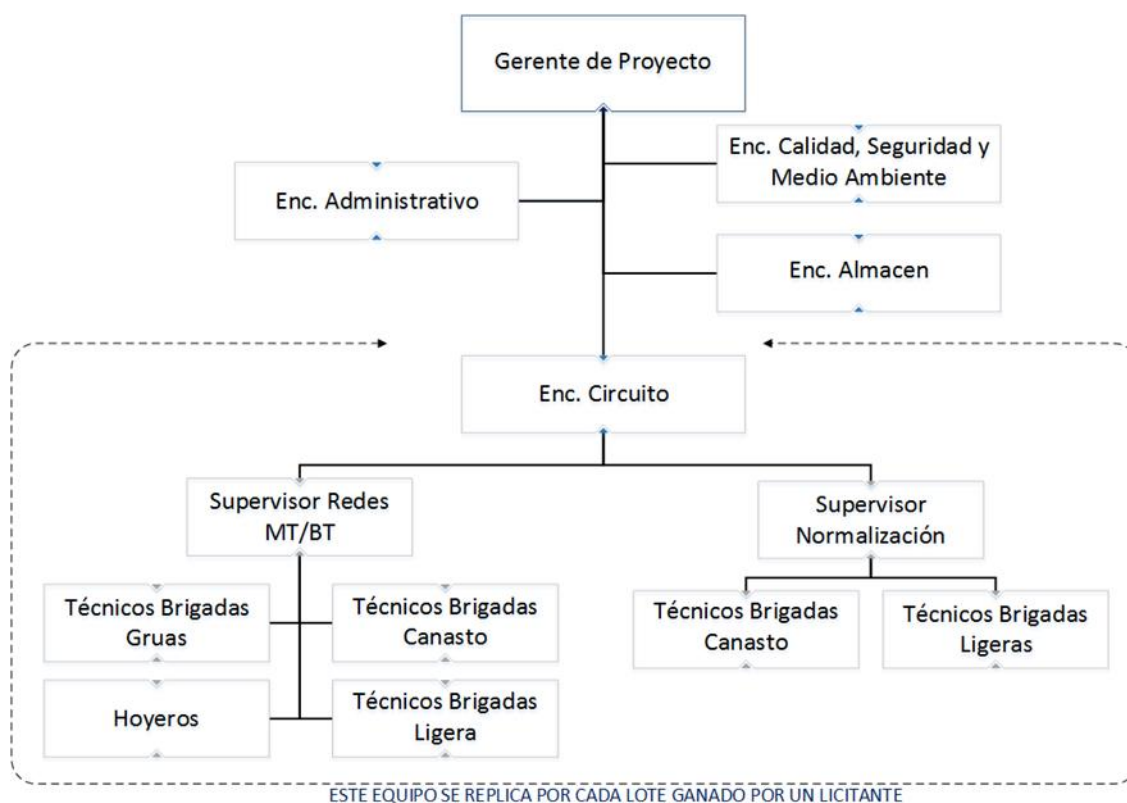 Gerente de Proyecto
Enc. Calidad, Seguridad y
Medio Ambiente
Enc. Administrativo
Enc. Almacen
Enc. Circuito
Supervisor Redes
MT/BT
Supervisor
Normalización
Técnicos Brigadas
Gruas
Técnicos Brigadas
Canasto
Técnicos Brigadas
Canasto
Técnicos Brigadas
Ligeras
Hoyeros
Técnicos Brigadas
Ligera
ESTE EQUIPO SE REPLICA POR CADA LOTE GANADO POR UN LICITANTE